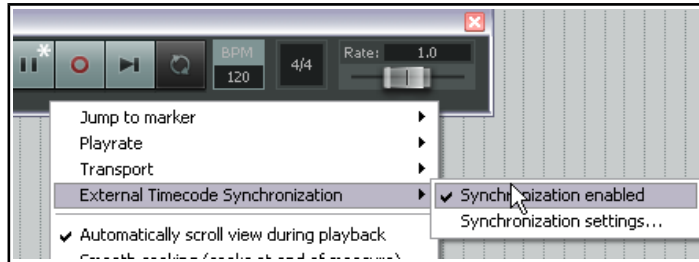 BPM
120
4/4
Rate: 1.0
Jump to marker
Playrate
Transport
External Timecode Synchronization
Synchronization enabled
Synchronization settings...
Automatically scroll view during playback